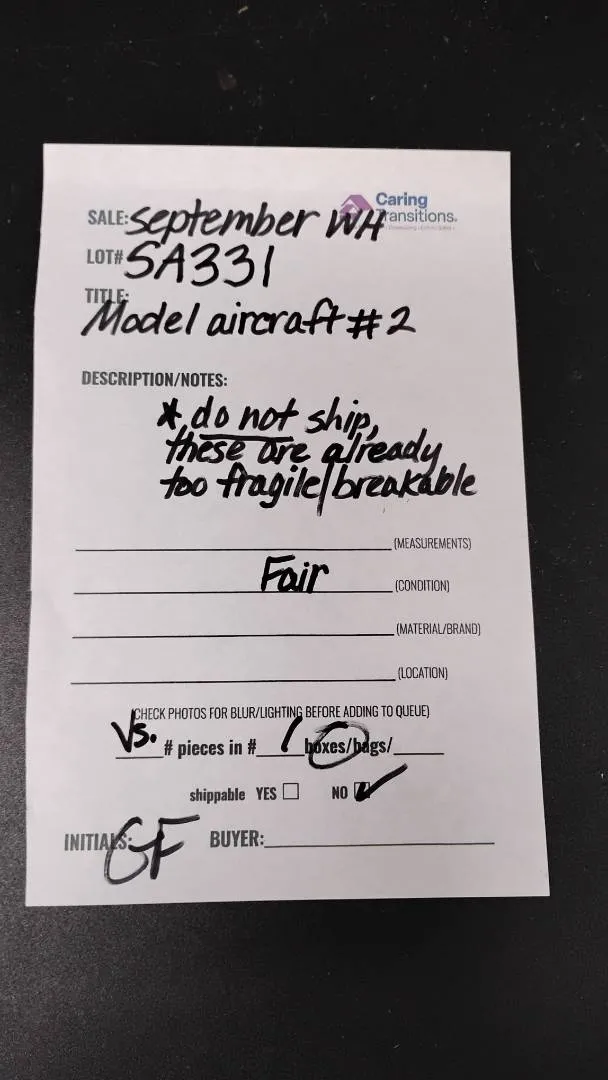 Caring
Transitions.
SALE: September WH
LOT# SA331
TITLE:
Model aircraft #2
DESCRIPTION/NOTES:
* do not ship,
these are already
too fragile/breakable
(MEASUREMENTS)
Fair (CONDITION)
(MATERIAL/BRAND)
(LOCATION)
(CHECK PHOTOS FOR BLUR/LIGHTING BEFORE ADDING TO QUEUE)
Vs. # pieces in # 1 boxes/bags/
shippable YES NO
INITIALS: GF BUYER: